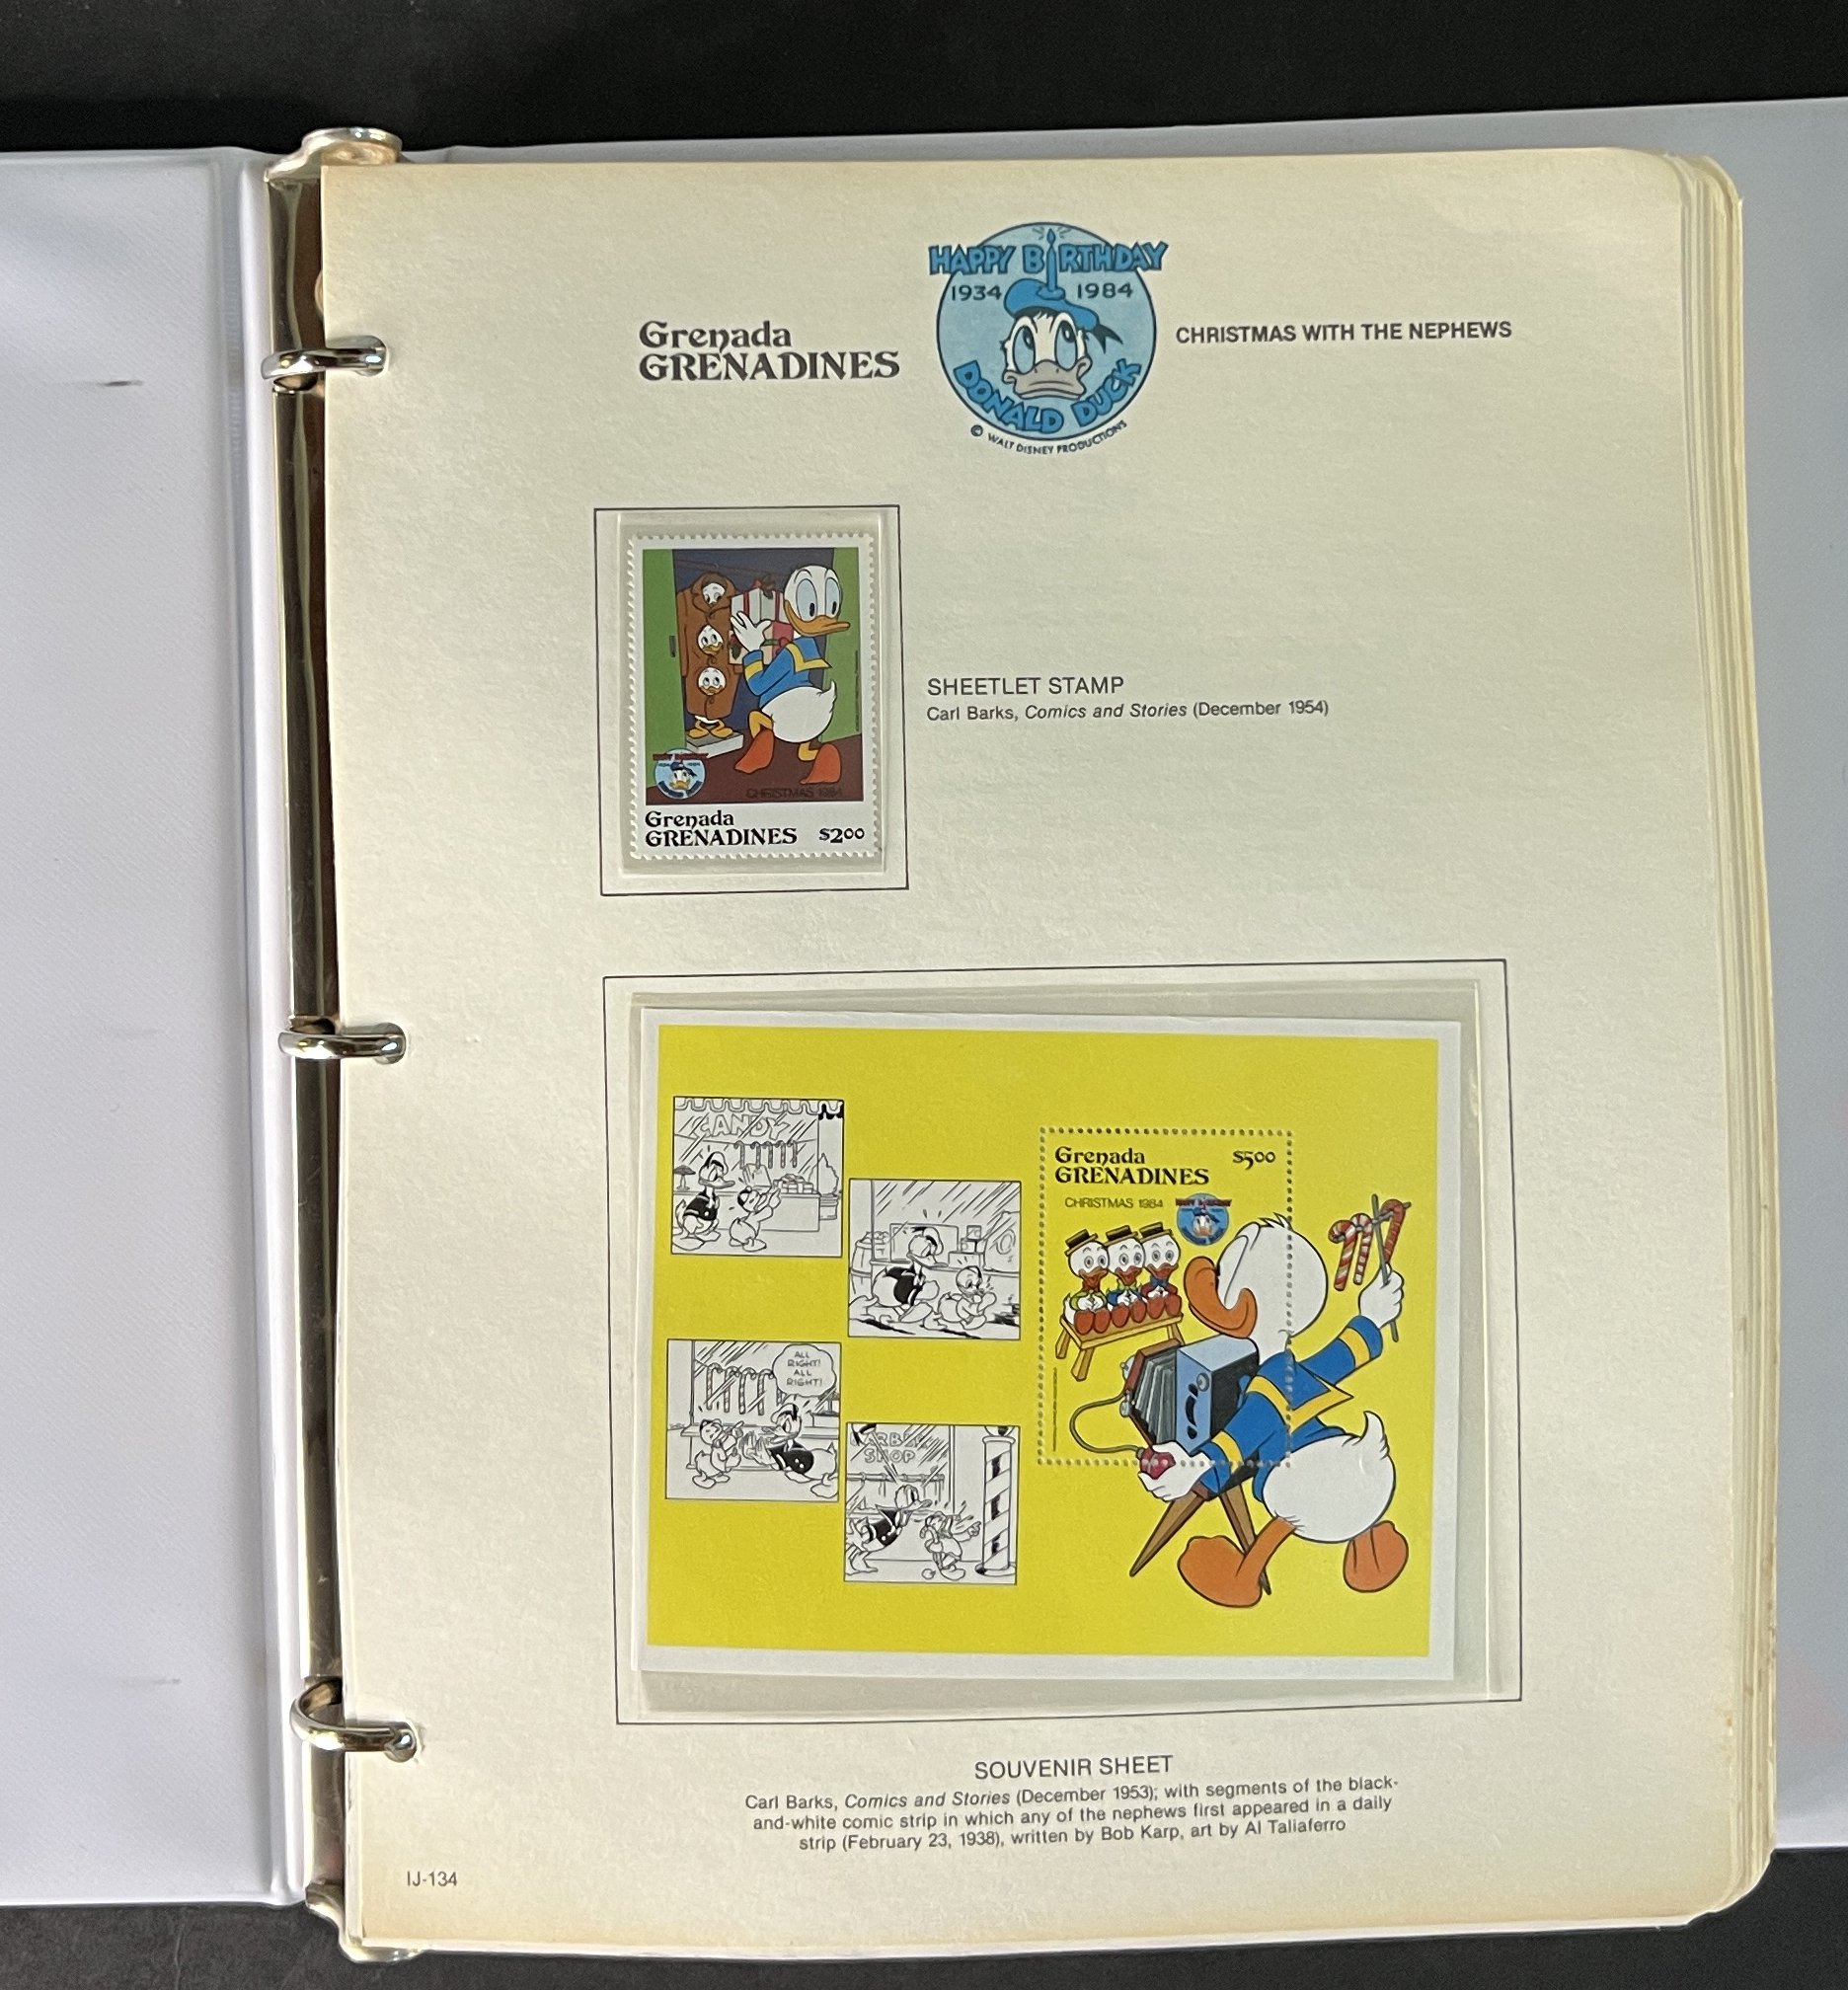 HAPPY BIRTHDAY
1934 1984
DONALD DUCK
© WALT DISNEY PRODUCTIONS
Grenada
GRENADINES
CHRISTMAS WITH THE NEPHEWS
CHRISTMAS 1984
Grenada
GRENADINES $200
SHEETLET STAMP
Carl Barks, Comics and Stories (December 1954)
CANDY
ALL
RIGHT!
ALL
RIGHT!
SHOP
Grenada $500
GRENADINES
CHRISTMAS 1984
SOUVENIR SHEET
Carl Barks, Comics and Stories (December 1953); with segments of the black-
and-white comic strip in which any of the nephews first appeared in a daily
strip (February 23, 1938), written by Bob Karp, art by Al Taliaferro
IJ-134